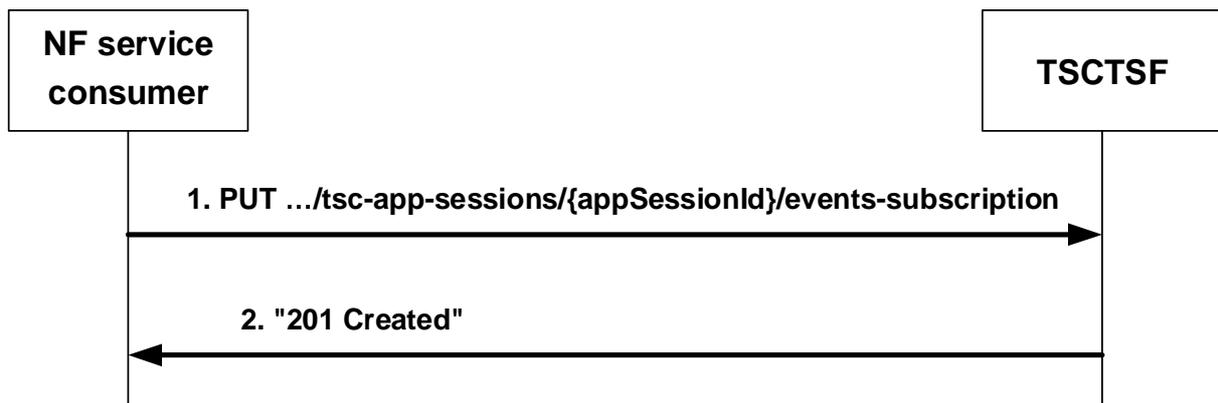 NF service
consumer
TSCTSF
1. PUT …/tsc-app-sessions/{appSessionId}/events-subscription
2. "201 Created"